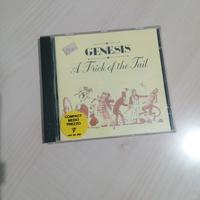 GENESIS
A Trick of the Tail
COMPACT
MEDIO
PREZZO